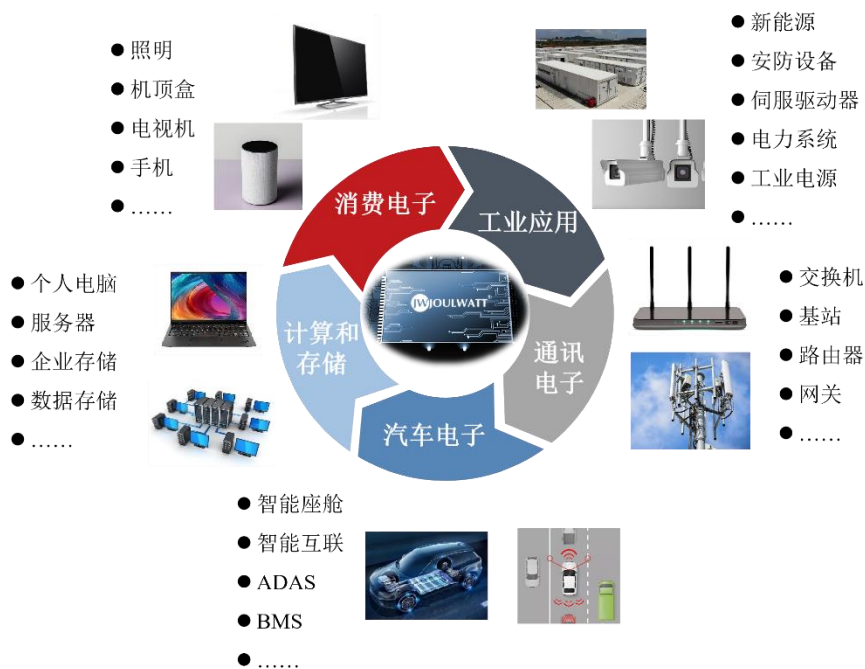 ● 照明
● 机顶盒
● 电视机
● 手机
● ……
● 新能源
● 安防设备
● 伺服驱动器
● 电力系统
● 工业电源
● ……
消费电子
工业应用
● 个人电脑
● 服务器
● 企业存储
● 数据存储
● ……
计算和
存储
JWJOULWATT
通讯
电子
● 交换机
● 基站
● 路由器
● 网关
● ……
汽车电子
● 智能座舱
● 智能互联
● ADAS
● BMS
● ……